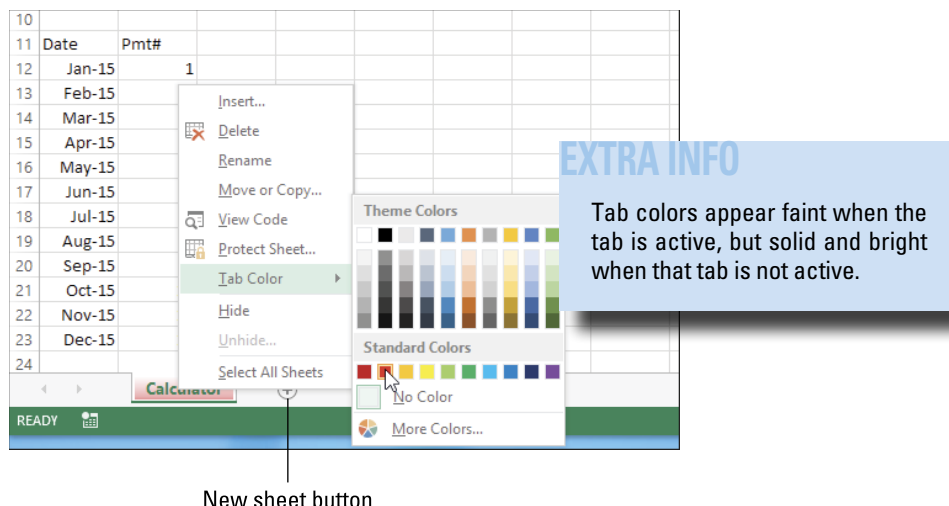 10
11 Date Pmt#
12 Jan-15 1
13 Feb-15
14 Mar-15
15 Apr-15
16 May-15
17 Jun-15
18 Jul-15
19 Aug-15
20 Sep-15
21 Oct-15
22 Nov-15
23 Dec-15
24
Insert...
Delete
Rename
Move or Copy...
View Code
Protect Sheet...
Tab Color
Hide
Unhide...
Select All Sheets
Theme Colors
Standard Colors
No Color
More Colors...
Calculator
READY
EXTRA INFO
Tab colors appear faint when the
tab is active, but solid and bright
when that tab is not active.
New sheet button